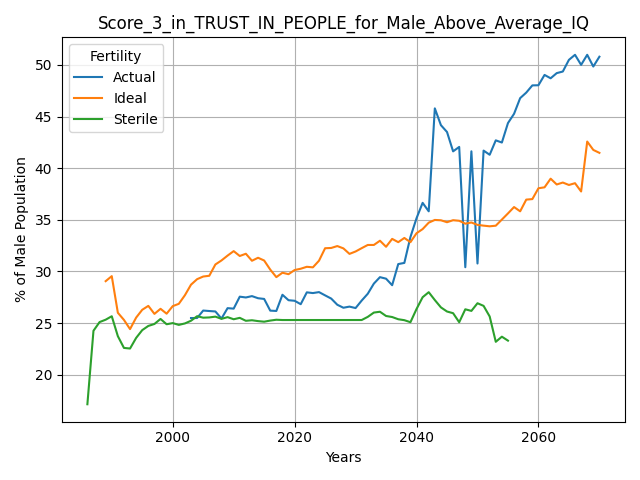 Score_3_in_TRUST_IN_PEOPLE_for_Male_Above_Average_IQ
Fertility
Actual
Ideal
Sterile
% of Male Population
50
45
40
35
30
25
20
2000
2020
2040
2060
Years